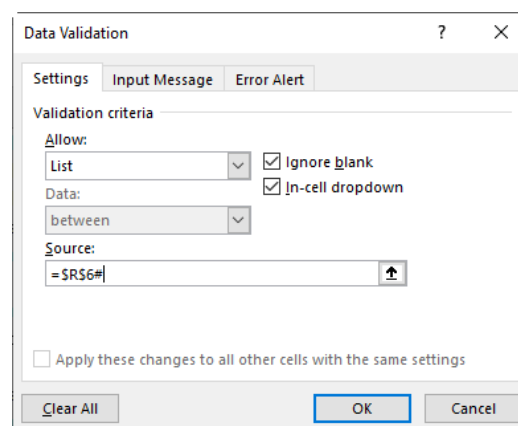 Data Validation ? ×
Settings Input Message Error Alert
Validation criteria
Allow:
List Ignore blank
Data: In-cell dropdown
between
Source:
=$R$6#
Apply these changes to all other cells with the same settings
Clear All OK Cancel